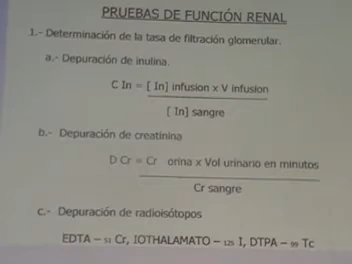 PRUEBAS DE FUNCIÓN RENAL
1.- Determinación de la tasa de filtración glomerular.
a.- Depuración de inulina.
C In = [ In] infusion x V infusion
[ In] sangre
b.- Depuración de creatinina
D Cr = Cr orina x Vol urinario en minutos
Cr sangre
c.- Depuración de radioisótopos
EDTA – 51 Cr, IOTHALAMATO – 125 I, DTPA – 99 Tc